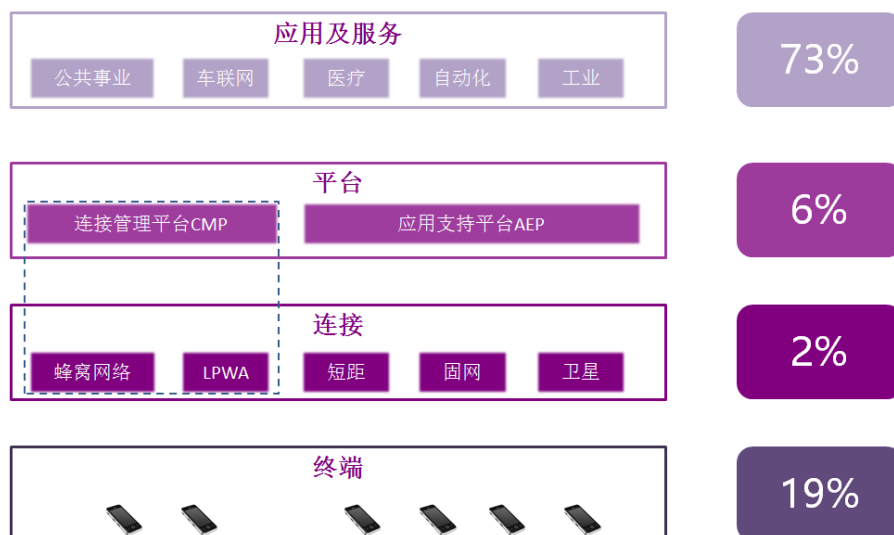 应用及服务
73%
公共事业
车联网
医疗
自动化
工业
平台
6%
连接管理平台CMP
应用支持平台AEP
连接
2%
蜂窝网络
LPWA
短距
固网
卫星
终端
19%